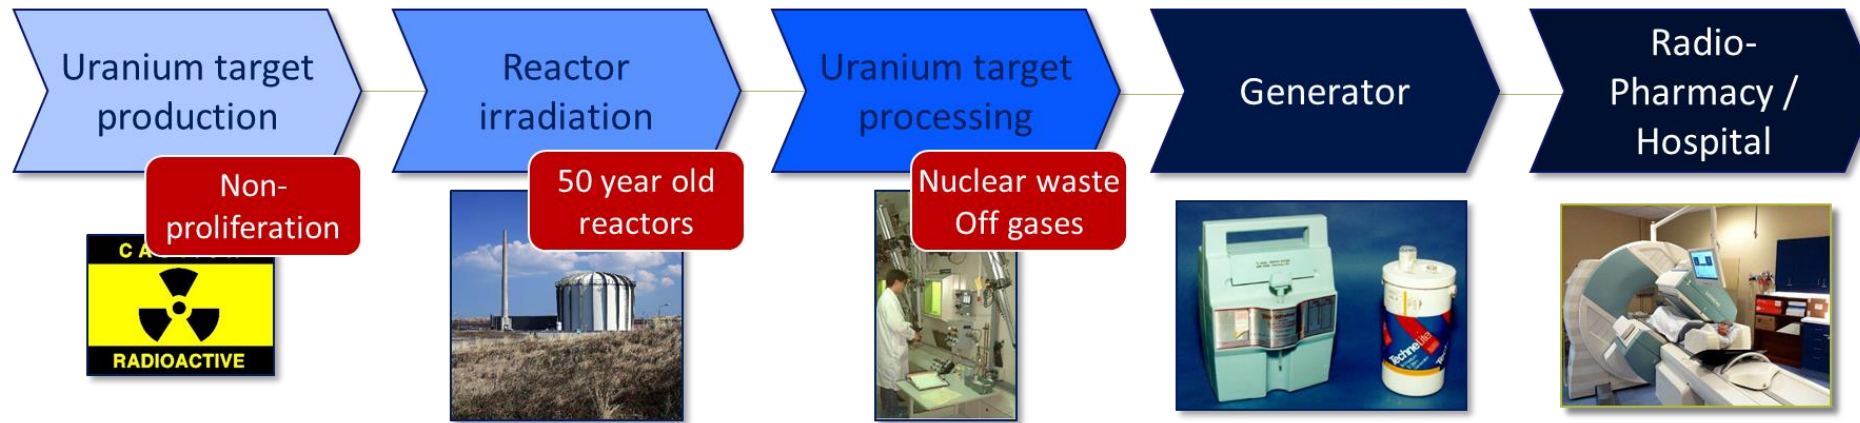 Uranium target
production
Reactor
irradiation
Uranium target
processing
Generator
Radio-
Pharmacy /
Hospital
Non-
proliferation
50 year old
reactors
Nuclear waste
Off gases
RADIOACTIVE
TechneLite